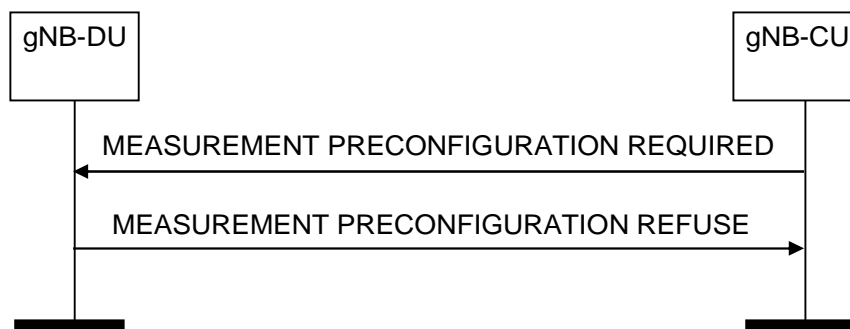 gNB-DU
gNB-CU
MEASUREMENT PRECONFIGURATION REQUIRED
MEASUREMENT PRECONFIGURATION REFUSE